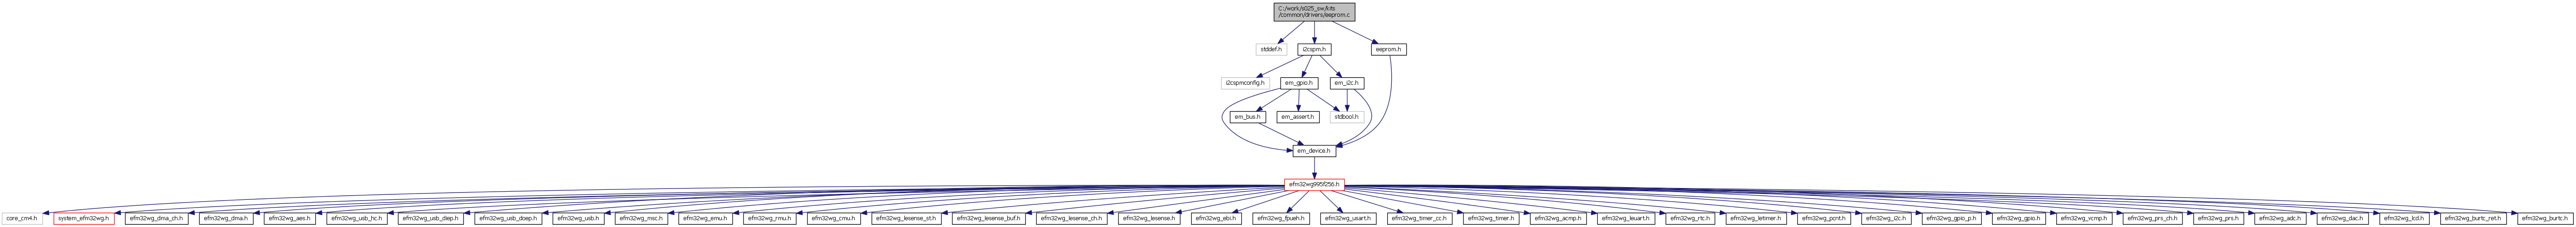 C:/work/s025_sw/kits
/common/drivers/eeprom.c
stddef.h
i2cspm.h
eeprom.h
i2cspmconfig.h
em_gpio.h
em_i2c.h
em_bus.h
em_assert.h
stdbool.h
em_device.h
efm32wg995f256.h
core_cm4.h
system_efm32wg.h
efm32wg_dma_ch.h
efm32wg_dma.h
efm32wg_aes.h
efm32wg_usb_hc.h
efm32wg_usb_diep.h
efm32wg_usb_doep.h
efm32wg_usb.h
efm32wg_msc.h
efm32wg_emu.h
efm32wg_rmu.h
efm32wg_cmu.h
efm32wg_lesense_st.h
efm32wg_lesense_buf.h
efm32wg_lesense_ch.h
efm32wg_lesense.h
efm32wg_ebi.h
efm32wg_fpueh.h
efm32wg_usart.h
efm32wg_timer_cc.h
efm32wg_timer.h
efm32wg_acmp.h
efm32wg_leuart.h
efm32wg_rtc.h
efm32wg_letimer.h
efm32wg_pcnt.h
efm32wg_i2c.h
efm32wg_gpio_p.h
efm32wg_gpio.h
efm32wg_vcmp.h
efm32wg_prs_ch.h
efm32wg_prs.h
efm32wg_adc.h
efm32wg_dac.h
efm32wg_lcd.h
efm32wg_burtc_ret.h
efm32wg_burtc.h